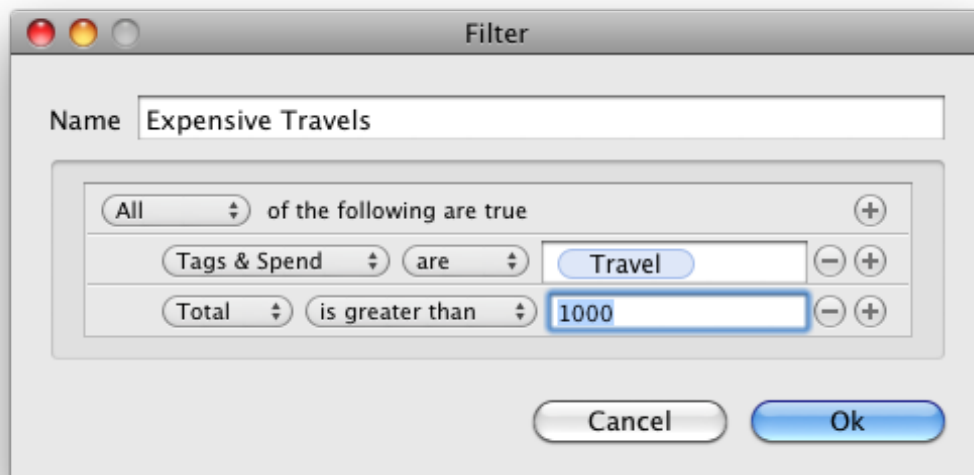 Filter
Name Expensive Travels
All of the following are true
Tags & Spend are Travel
Total is greater than 1000
Cancel Ok